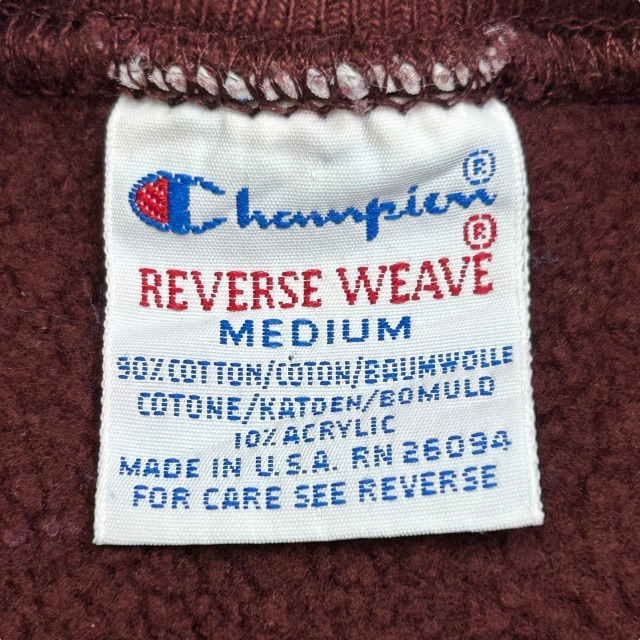 Champion®
®
REVERSE WEAVE
MEDIUM
90% COTTON/COTON/BAUMWOLLE
COTONE/KATOEN/BOMULD
10% ACRYLIC
MADE IN U.S.A. RN 26094
FOR CARE SEE REVERSE